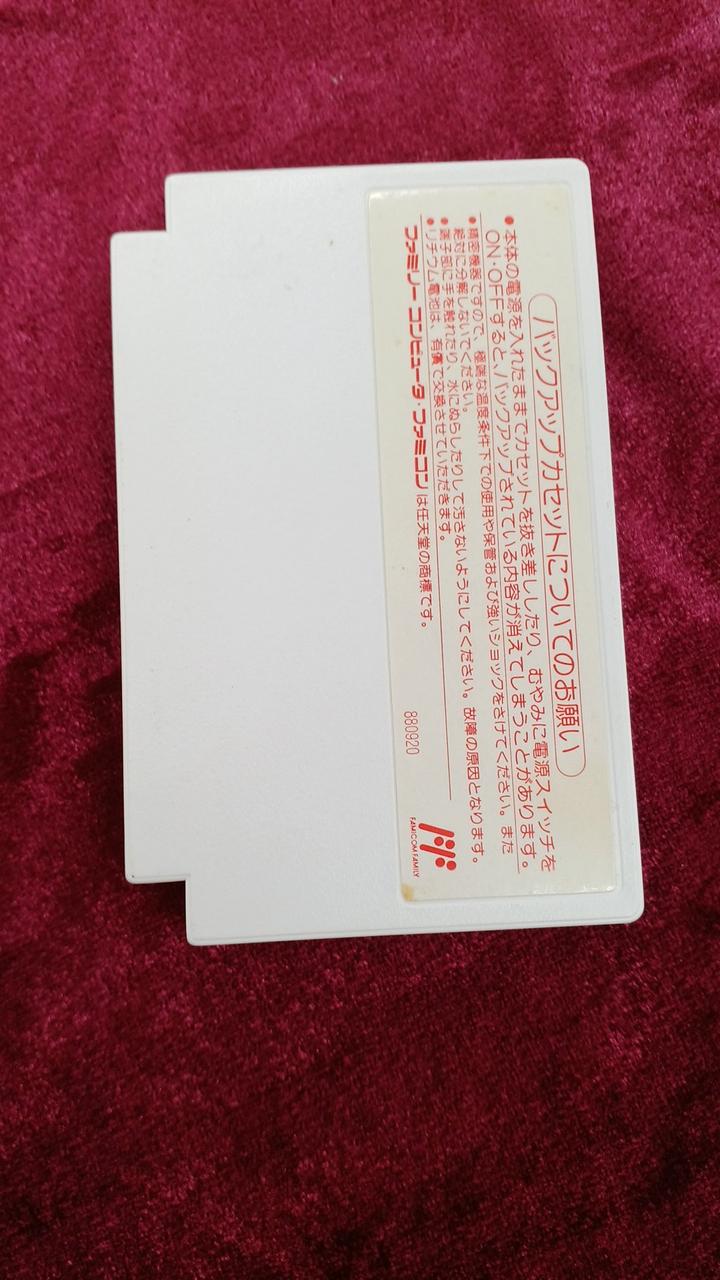 バックアップカセットについてのお願い
●本体の電源を入れたままでカセットを抜き差ししたり、むやみに電源スイッチを
ON・OFFすると、バックアップされている内容が消えてしまうことがあります。
●精密機器ですので、極端な温度条件下での使用や保管および強いショックをさけてください。また
絶対に分解しないでください。
●端子部に手を触れたり、水にぬらしたりして汚さないようにしてください。故障の原因となります。
●リチウム電池は、有償で交換させていただきます。
ファミリーコンピュータ・ファミコンは任天堂の商標です。
880920
FAMICOM FAMILY